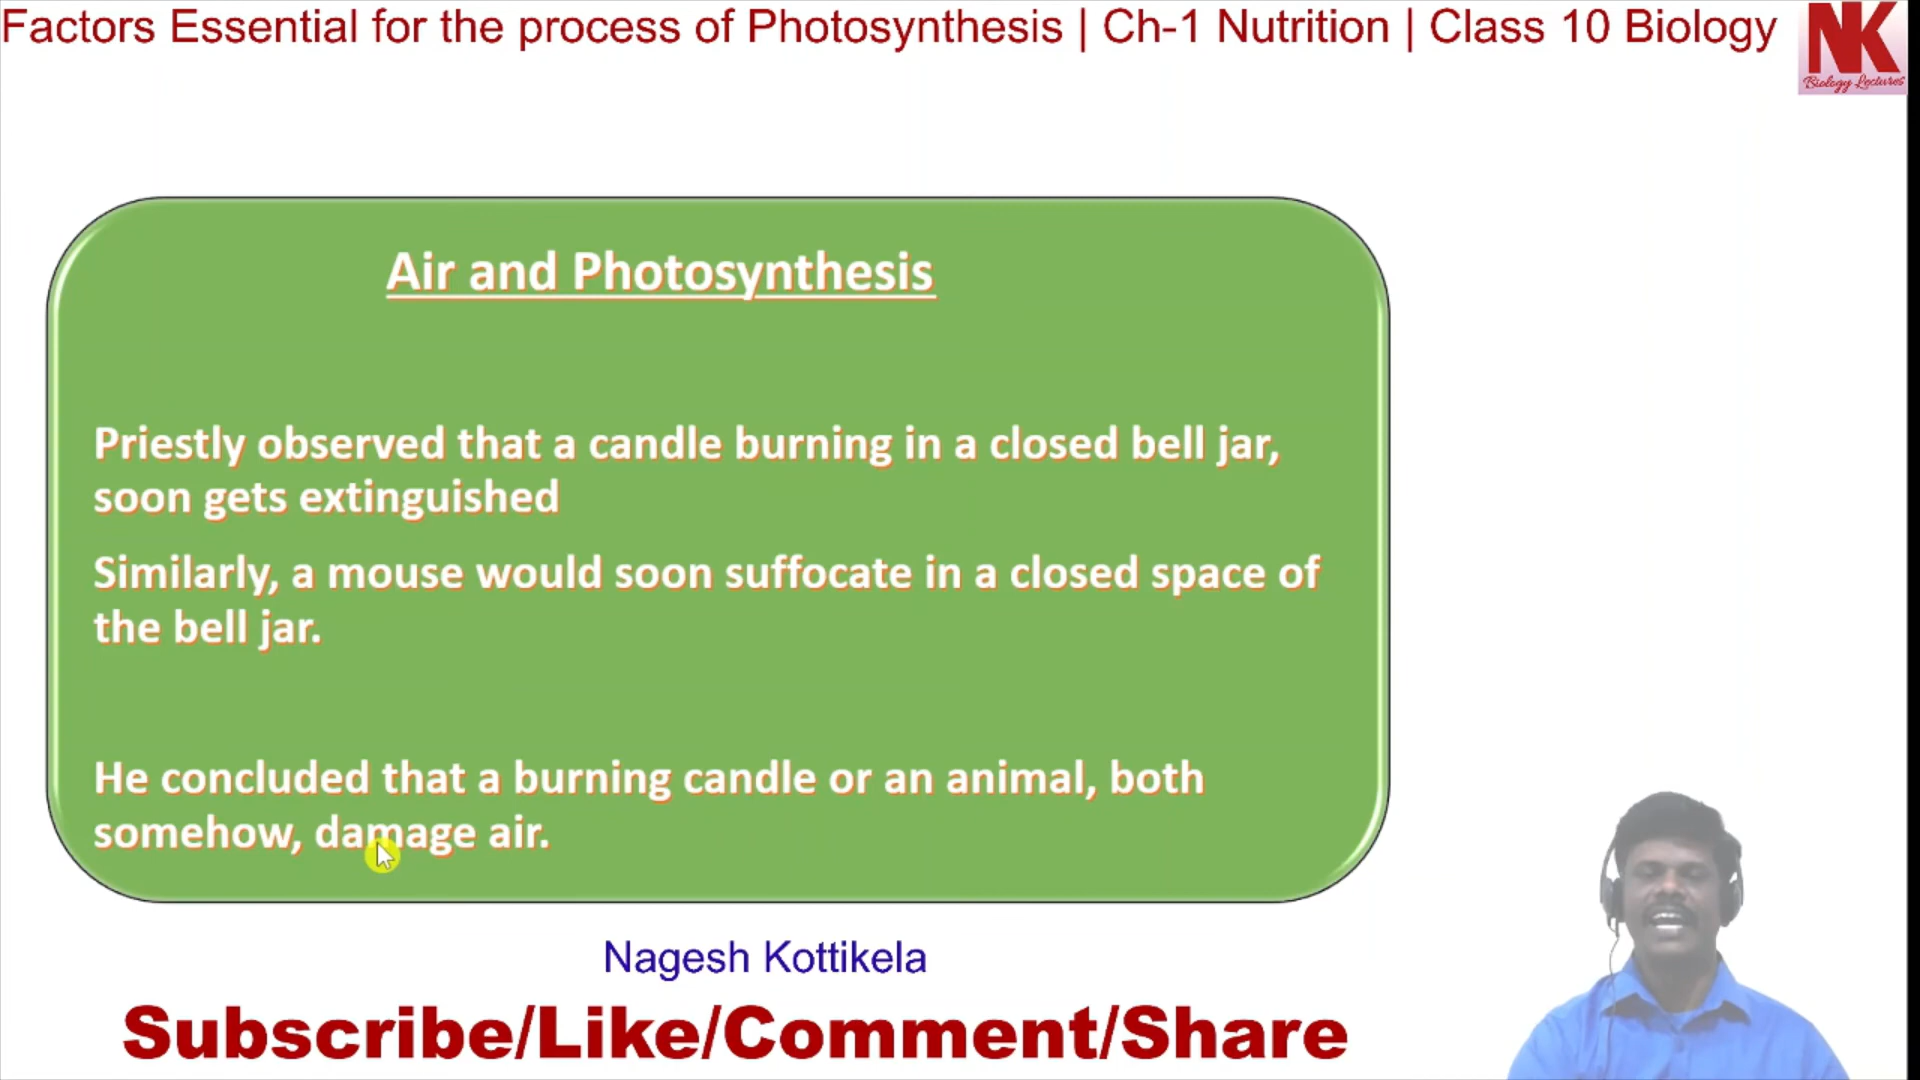 Factors Essential for the process of Photosynthesis | Ch-1 Nutrition | Class 10 Biology
NK
Biology Lectures
Air and Photosynthesis
Priestly observed that a candle burning in a closed bell jar,
soon gets extinguished
Similarly, a mouse would soon suffocate in a closed space of
the bell jar.
He concluded that a burning candle or an animal, both
somehow, damage air.
Nagesh Kottikela
Subscribe/Like/Comment/Share